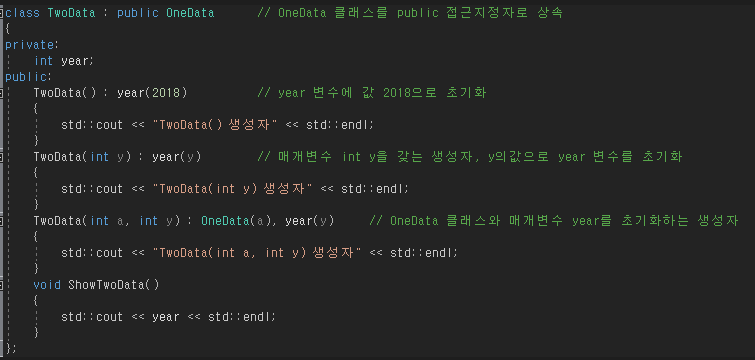 class TwoData : public OneData // OneData 클래스를 public 접근지정자로 상속
{
private:
int year;
public:
TwoData() : year(2018) // year 변수에 값 2018으로 초기화
{
std::cout << "TwoData() 생성자" << std::endl;
}
TwoData(int y) : year(y) // 매개변수 int y을 갖는 생성자, y의값으로 year 변수를 초기화
{
std::cout << "TwoData(int y) 생성자" << std::endl;
}
TwoData(int a, int y) : OneData(a), year(y) // OneData 클래스와 매개변수 year를 초기화하는 생성자
{
std::cout << "TwoData(int a, int y) 생성자" << std::endl;
}
void ShowTwoData()
{
std::cout << year << std::endl;
}
};